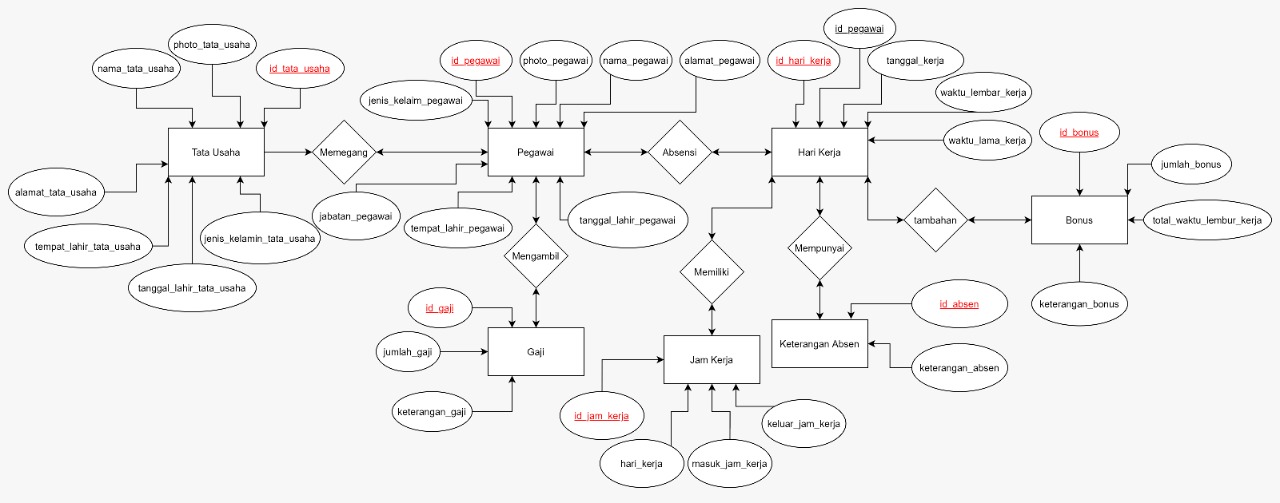 id_pegawai
photo_tata_usaha
nama_tata_usaha
id_tata_usaha
id_pegawai
photo_pegawai
nama_pegawai
alamat_pegawai
id_hari_kerja
tanggal_kerja
jenis_kelaim_pegawai
waktu_lembar_kerja
id_bonus
Tata Usaha
Memegang
Pegawai
Absensi
Hari Kerja
waktu_lama_kerja
jumlah_bonus
alamat_tata_usaha
jabatan_pegawai
tempat_lahir_pegawai
tanggal_lahir_pegawai
tambahan
Bonus
total_waktu_lembur_kerja
tempat_lahir_tata_usaha
jenis_kelamin_tata_usaha
Mengambil
Memiliki
Mempunyai
tanggal_lahir_tata_usaha
id_gaji
id_absen
keterangan_bonus
jumlah_gaji
Gaji
Jam Kerja
Keterangan Absen
keterangan_absen
keterangan_gaji
id_jam_kerja
keluar_jam_kerja
hari_kerja
masuk_jam_kerja